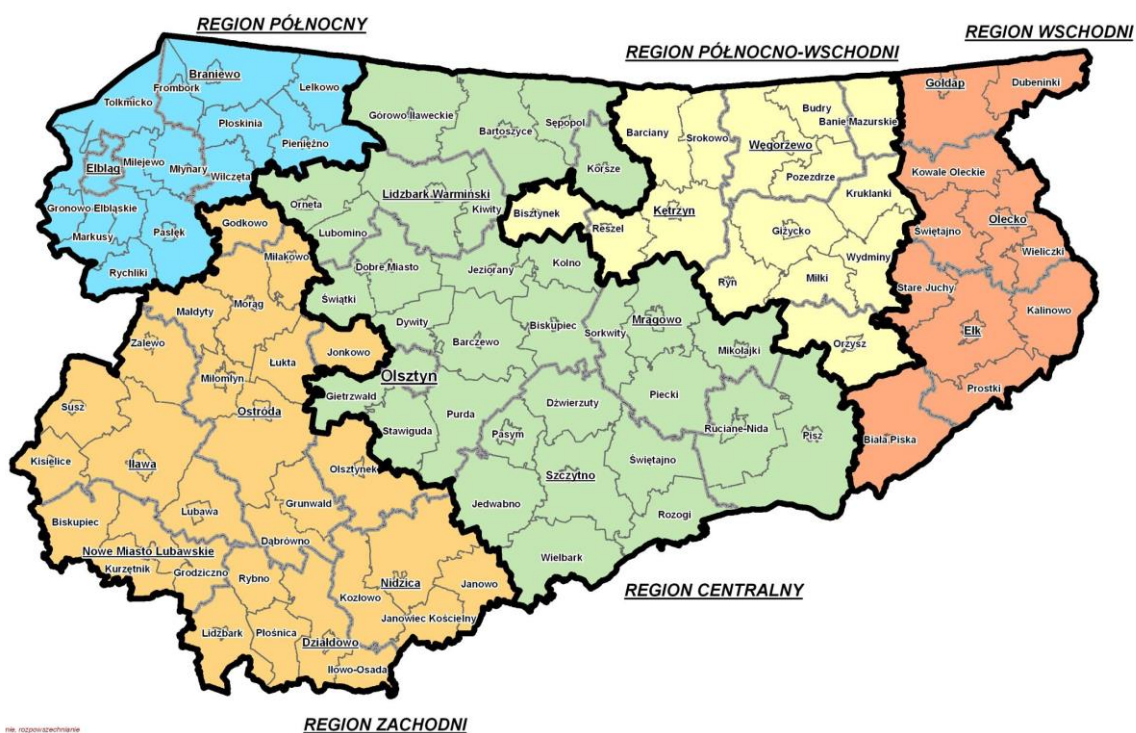 REGION PÓŁNOCNY
REGION PÓŁNOCNO-WSCHODNI
REGION WSCHODNI
Braniewo
Frombork
Lelkowo
Tolkmicko
Płoskinia
Pieniężno
Elbląg
Milejewo
Młynary
Wilczęta
Gronowo Elbląskie
Markusy
Pasłęk
Rychliki
Górowo Iławeckie
Bartoszyce
Sępopol
Korsze
Lidzbark Warmiński
Orneta
Kiwity
Lubomino
Dobre Miasto
Jeziorany
Kolno
Świątki
Dywity
Barczewo
Biskupiec
Sorkwity
Mrągowo
Mikołajki
Olsztyn
Gietrzwałd
Stawiguda
Purda
Dźwierzuty
Piecki
Pasym
Ruciane-Nida
Pisz
Szczytno
Świętajno
Jedwabno
Rozogi
Wielbark
Barciany
Srokowo
Budry
Banie Mazurskie
Węgorzewo
Pozezdrze
Kruklanki
Bisztynek
Reszel
Kętrzyn
Giżycko
Wydminy
Ryn
Miłki
Orzysz
Gołdap
Dubeninki
Kowale Oleckie
Olecko
Świętajno
Wieliczki
Stare Juchy
Kalinowo
Ełk
Prostki
Biała Piska
Godkowo
Miłakowo
Małdyty
Morąg
Zalewo
Łukta
Jonkowo
Miłomłyn
Ostróda
Susz
Kisielice
Iława
Olsztynek
Lubawa
Grunwald
Biskupiec
Dąbrówno
Nowe Miasto Lubawskie
Kurzętnik
Grodziczno
Rybno
Nidzica
Janowo
Kozłowo
Janowiec Kościelny
Lidzbark
Płośnica
Działdowo
Iłowo-Osada
REGION CENTRALNY
REGION ZACHODNI
nie, rozpowszechnianie